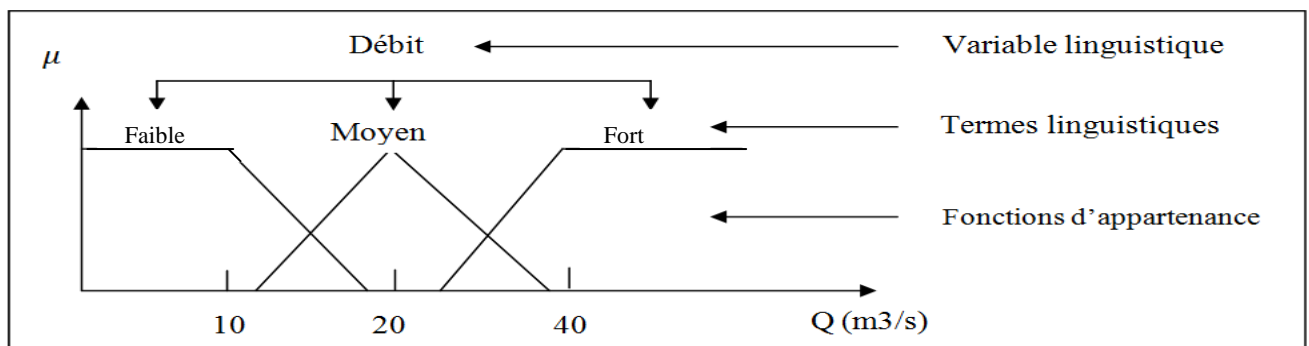 μ
Débit
Variable linguistique
Faible
Moyen
Fort
Termes linguistiques
Fonctions d'appartenance
10
20
40
Q (m3/s)